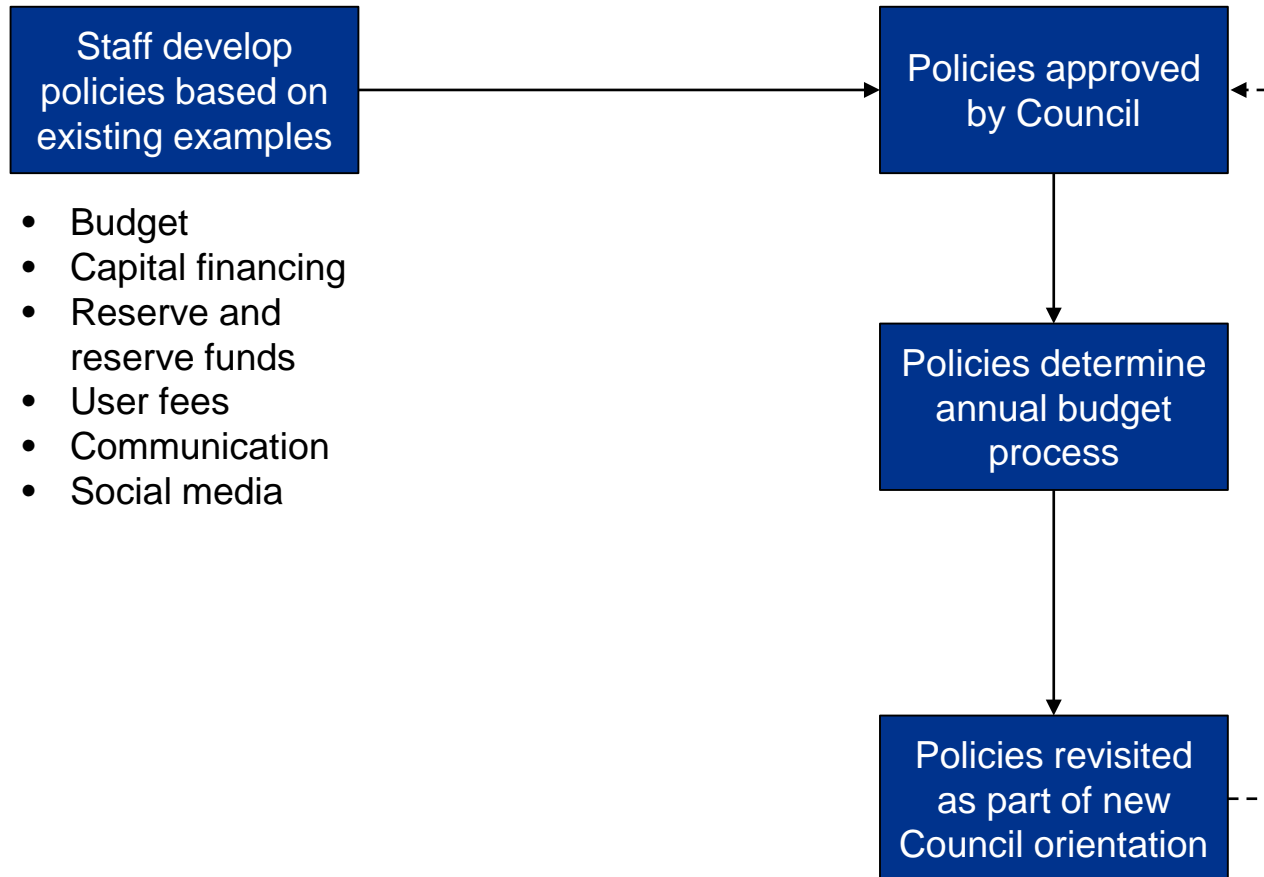 Staff develop
policies based on
existing examples
Policies approved
by Council
• Budget
• Capital financing
• Reserve and
reserve funds
• User fees
• Communication
• Social media
Policies determine
annual budget
process
Policies revisited
as part of new
Council orientation